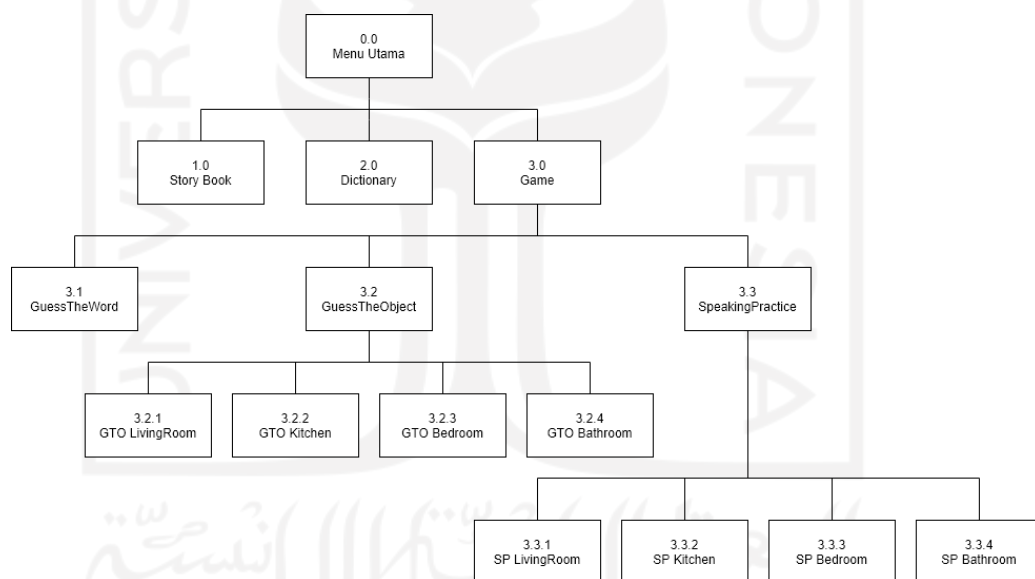 0.0
Menu Utama
1.0
Story Book
2.0
Dictionary
3.0
Game
3.1
GuessTheWord
3.2
GuessTheObject
3.3
SpeakingPractice
3.2.1
GTO LivingRoom
3.2.2
GTO Kitchen
3.2.3
GTO Bedroom
3.2.4
GTO Bathroom
3.3.1
SP LivingRoom
3.3.2
SP Kitchen
3.3.3
SP Bedroom
3.3.4
SP Bathroom